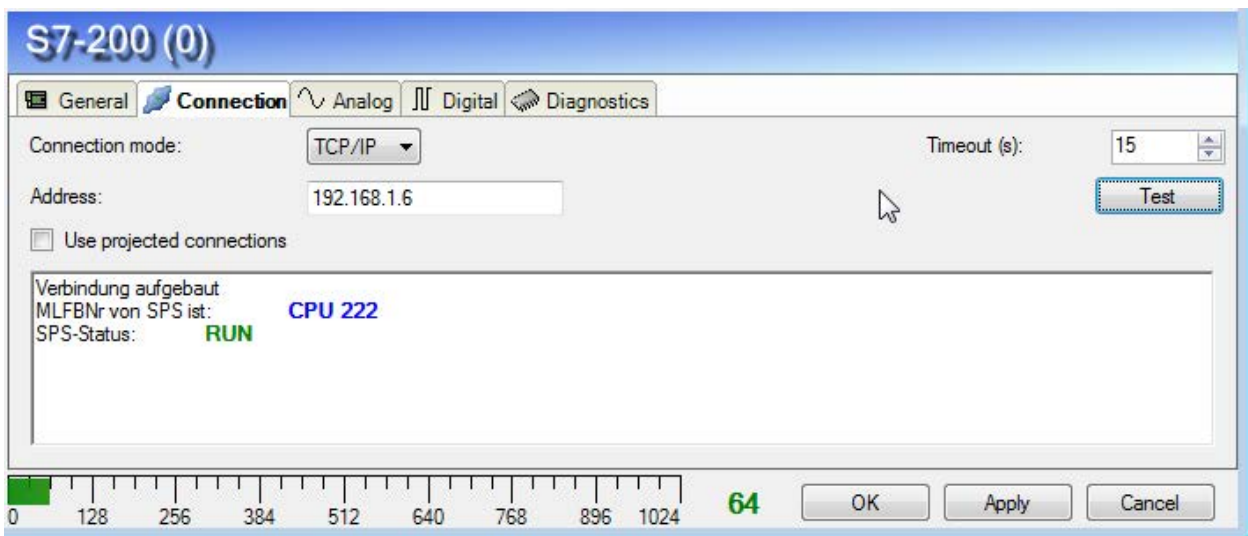 S7-200 (0)
General Connection Analog Digital Diagnostics
Connection mode: TCP/IP Timeout (s): 15
Address: 192.168.1.6 Test
Use projected connections
Verbindung aufgebaut
MLFBNr von SPS ist: CPU 222
SPS-Status: RUN
0 128 256 384 512 640 768 896 1024 64 OK Apply Cancel